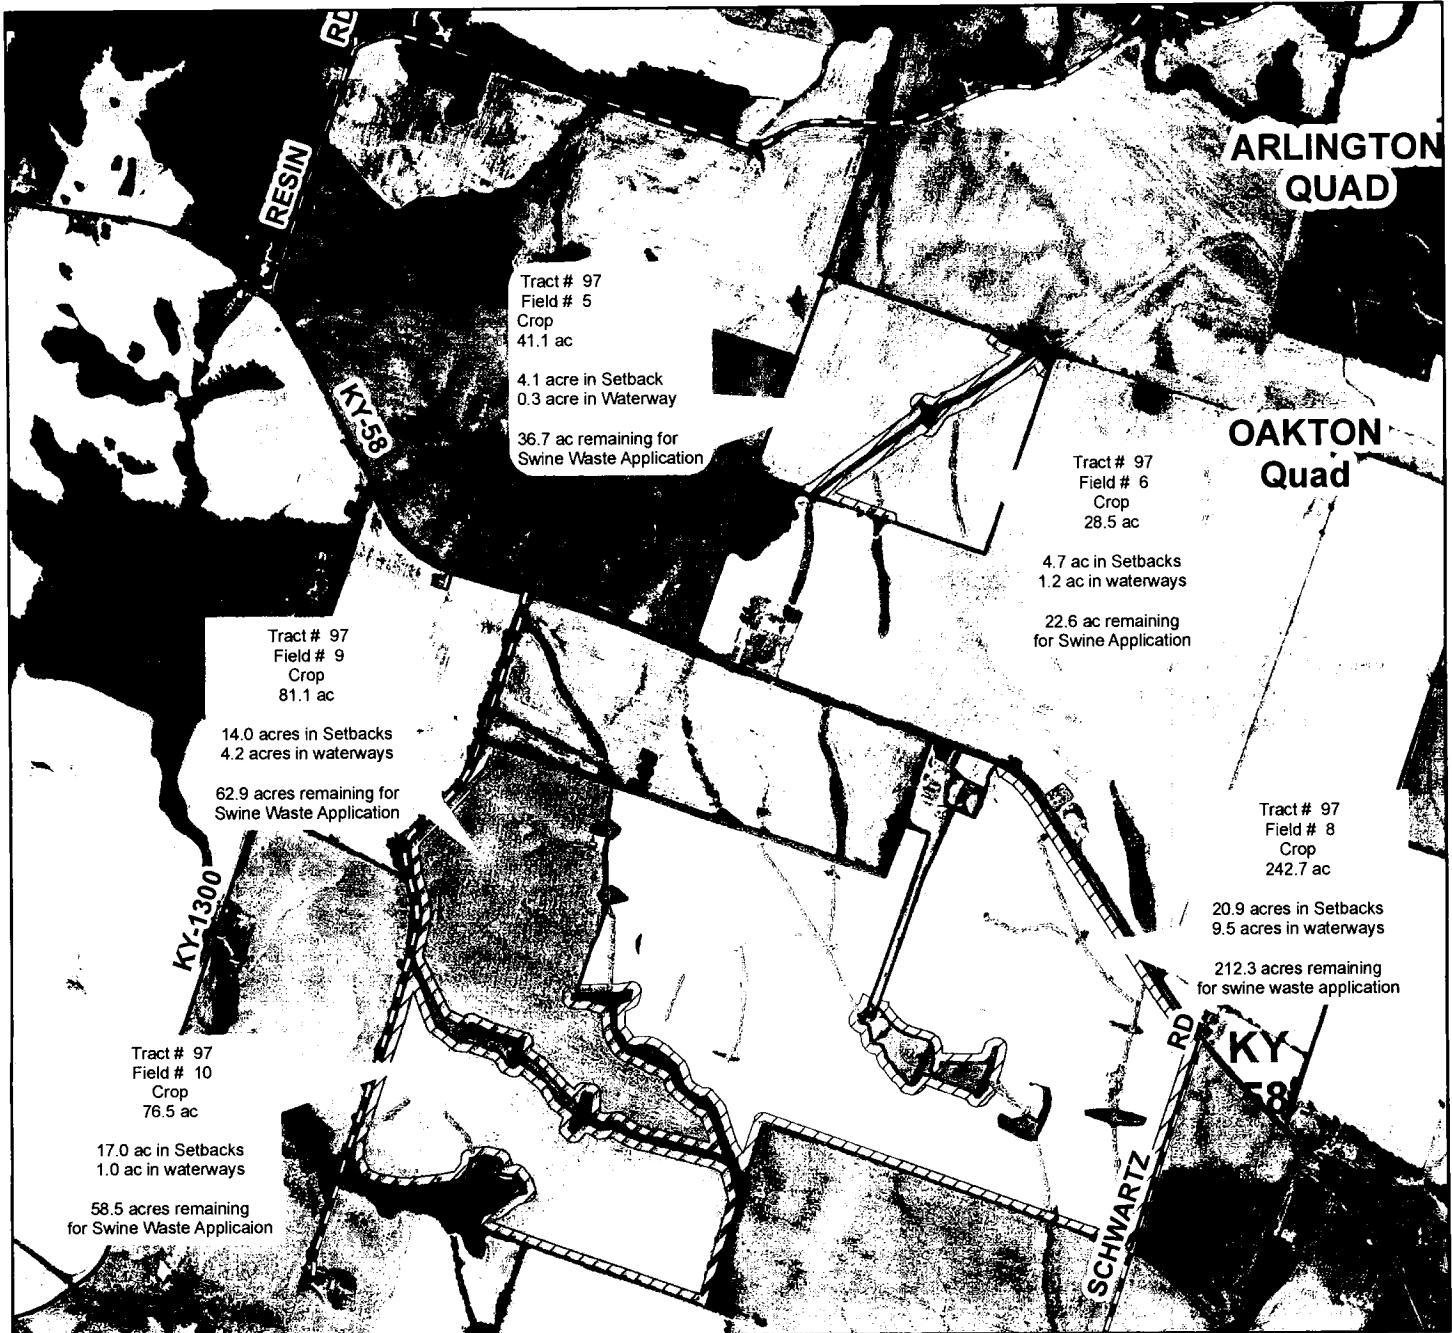 RD
RESIN
ARLINGTON
QUAD
Tract # 97
Field # 5
Crop
41.1 ac
4.1 acre in Setback
0.3 acre in Waterway
36.7 ac remaining for
Swine Waste Application
KY-58
OAKTON
Quad
Tract # 97
Field # 6
Crop
28.5 ac
4.7 ac in Setbacks
1.2 ac in waterways
22.6 ac remaining
for Swine Application
Tract # 97
Field # 9
Crop
81.1 ac
14.0 acres in Setbacks
4.2 acres in waterways
62.9 acres remaining for
Swine Waste Application
Tract # 97
Field # 8
Crop
242.7 ac
20.9 acres in Setbacks
9.5 acres in waterways
212.3 acres remaining
for swine waste application
KY-1300
Tract # 97
Field # 10
Crop
76.5 ac
17.0 ac in Setbacks
1.0 ac in waterways
58.5 acres remaining
for Swine Waste Applicaion
RD
KY
58
SCHWARTZ